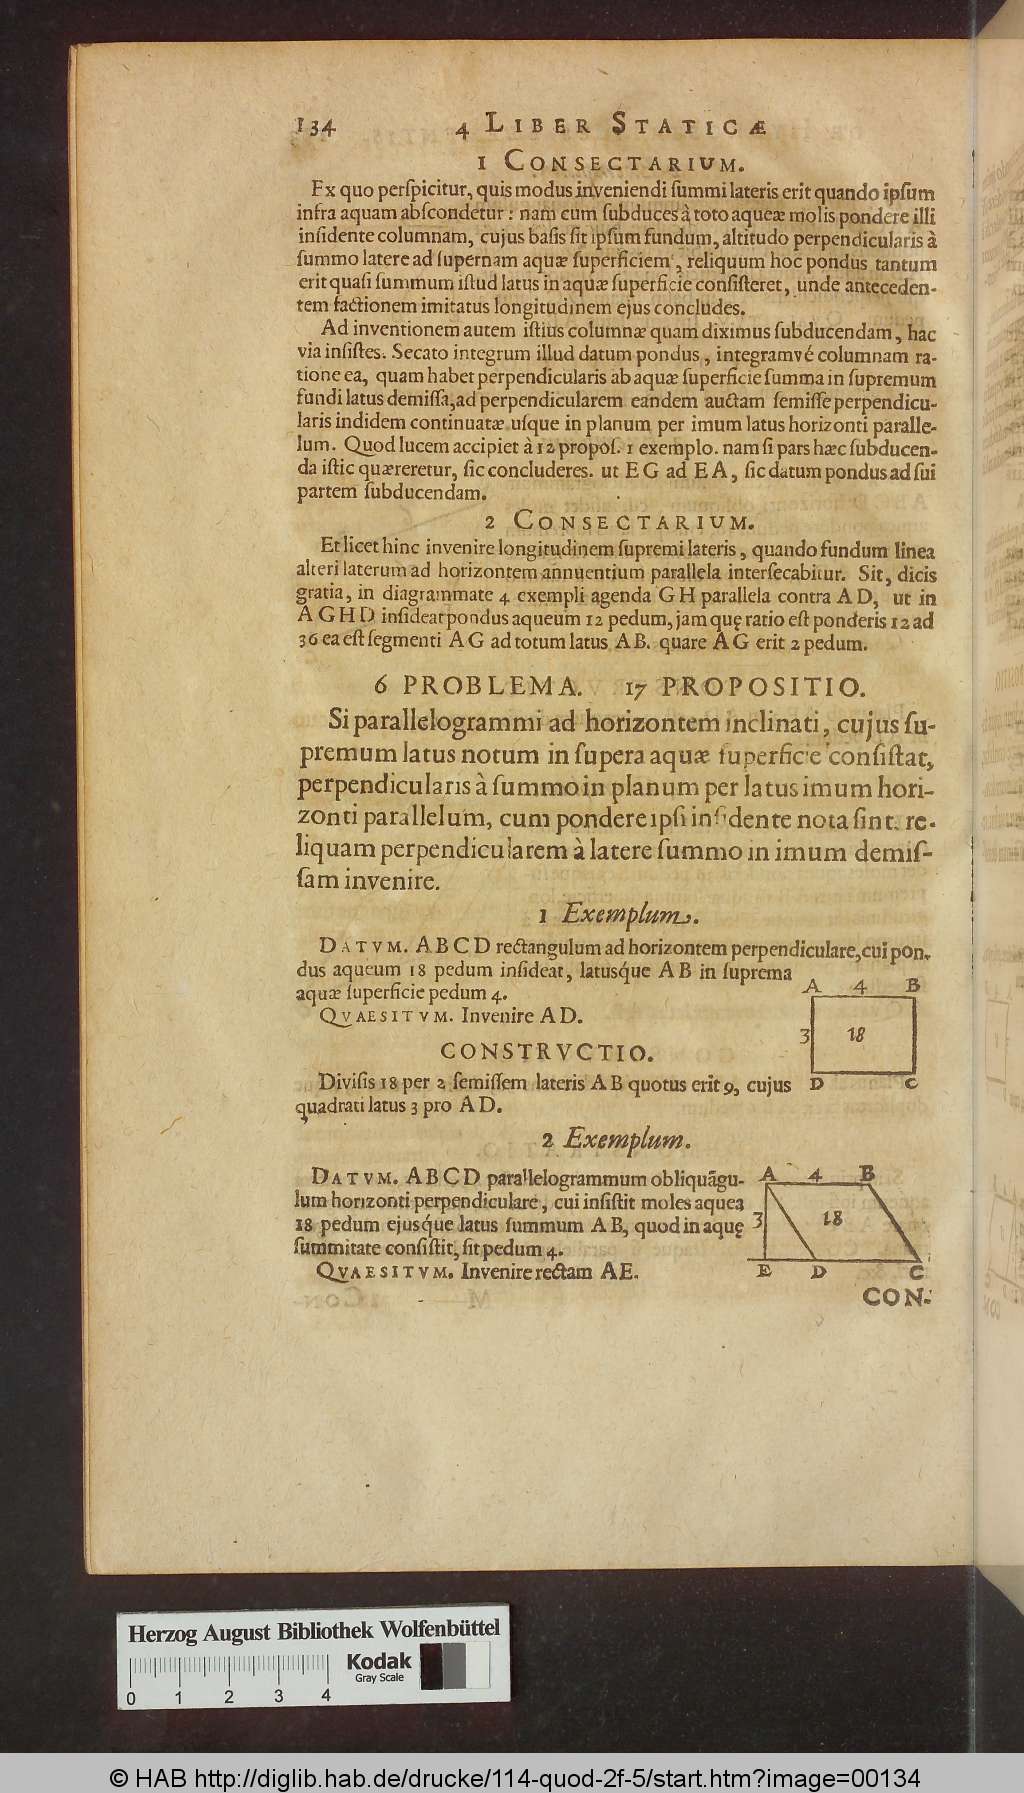 134 4 LIBER STATICÆ
1 CONSECTARIUM.
Ex quo perſpicitur, quis modus inveniendi ſummi lateris erit quando ipſum
infra aquam abſcondetur: nam cum ſubduces à toto aqueæ molis pondere illi
inſidente columnam, cujus baſis ſit ipſum fundum, altitudo perpendicularis à
ſummo latere ad ſupernam aquæ ſuperficiem, reliquum hoc pondus tantum
erit quaſi ſummum iſtud latus in aquæ ſuperficie conſiſteret, unde anteceden-
tem factionem imitatus longitudinem ejus concludes.
Ad inventionem autem iſtius columnæ quam diximus ſubducendam, hac
via inſiſtes. Secato integrum illud datum pondus, integramvé columnam ra-
tione ea, quam habet perpendicularis ab aquæ ſuperficie ſumma in ſupremum
fundi latus demiſſa, ad perpendicularem eandem auctam ſemiſſe perpendicu-
laris indidem continuatæ uſque in planum per imum latus horizonti paralle-
lum. Quod lucem accipiet à 12 propoſ. 1 exemplo. nam ſi pars hæc ſubducen-
da iſtic quæreretur, ſic concluderes. ut EG ad EA, ſic datum pondus ad ſui
partem ſubducendam.
2 CONSECTARIUM.
Et licet hinc invenire longitudinem ſupremi lateris, quando fundum linea
alteri laterum ad horizontem annuentium parallela interſecabitur. Sit, dicis
gratia, in diagrammate 4 exempli agenda GH parallela contra AD, ut in
AGHD inſideat pondus aqueum 12 pedum, jam quę ratio eſt ponderis 12 ad
36 ea eſt ſegmenti AG ad totum latus AB. quare AG erit 2 pedum.
6 PROBLEMA. 17 PROPOSITIO.
Si parallelogrammi ad horizontem inclinati, cujus ſu-
premum latus notum in ſupera aquæ ſuperficie conſiſtat,
perpendicularis à ſummo in planum per latus imum hori-
zonti parallelum, cum pondere ipſi inſidente nota ſint. re-
liquam perpendicularem à latere ſummo in imum demiſ-
ſam invenire.
1 Exemplum.
DATVM. ABCD rectangulum ad horizontem perpendiculare, cui pon-
dus aqueum 18 pedum inſideat, latusq́ue AB in ſuprema
aquæ ſuperficie pedum 4.
QVAESITVM. Invenire AD.
A 4 B
3 18
D C
CONSTRVCTIO.
Diviſis 18 per 2 ſemiſſem lateris AB quotus erit 9, cujus
quadrati latus 3 pro AD.
2 Exemplum.
DATVM. ABCD parallelogrammum obliquãgu-
lum horizonti perpendiculare, cui inſiſtit moles aquea
18 pedum ejusq́ue latus ſummum AB, quod in aquę
ſummitate conſiſtit, ſit pedum 4.
QVAESITVM. Invenire rectam AE.
A 4 B
3 18
E D C
CON-
Herzog August Bibliothek Wolfenbüttel
Kodak
Gray Scale
0 1 2 3 4
© HAB http://diglib.hab.de/drucke/114-quod-2f-5/start.htm?image=00134